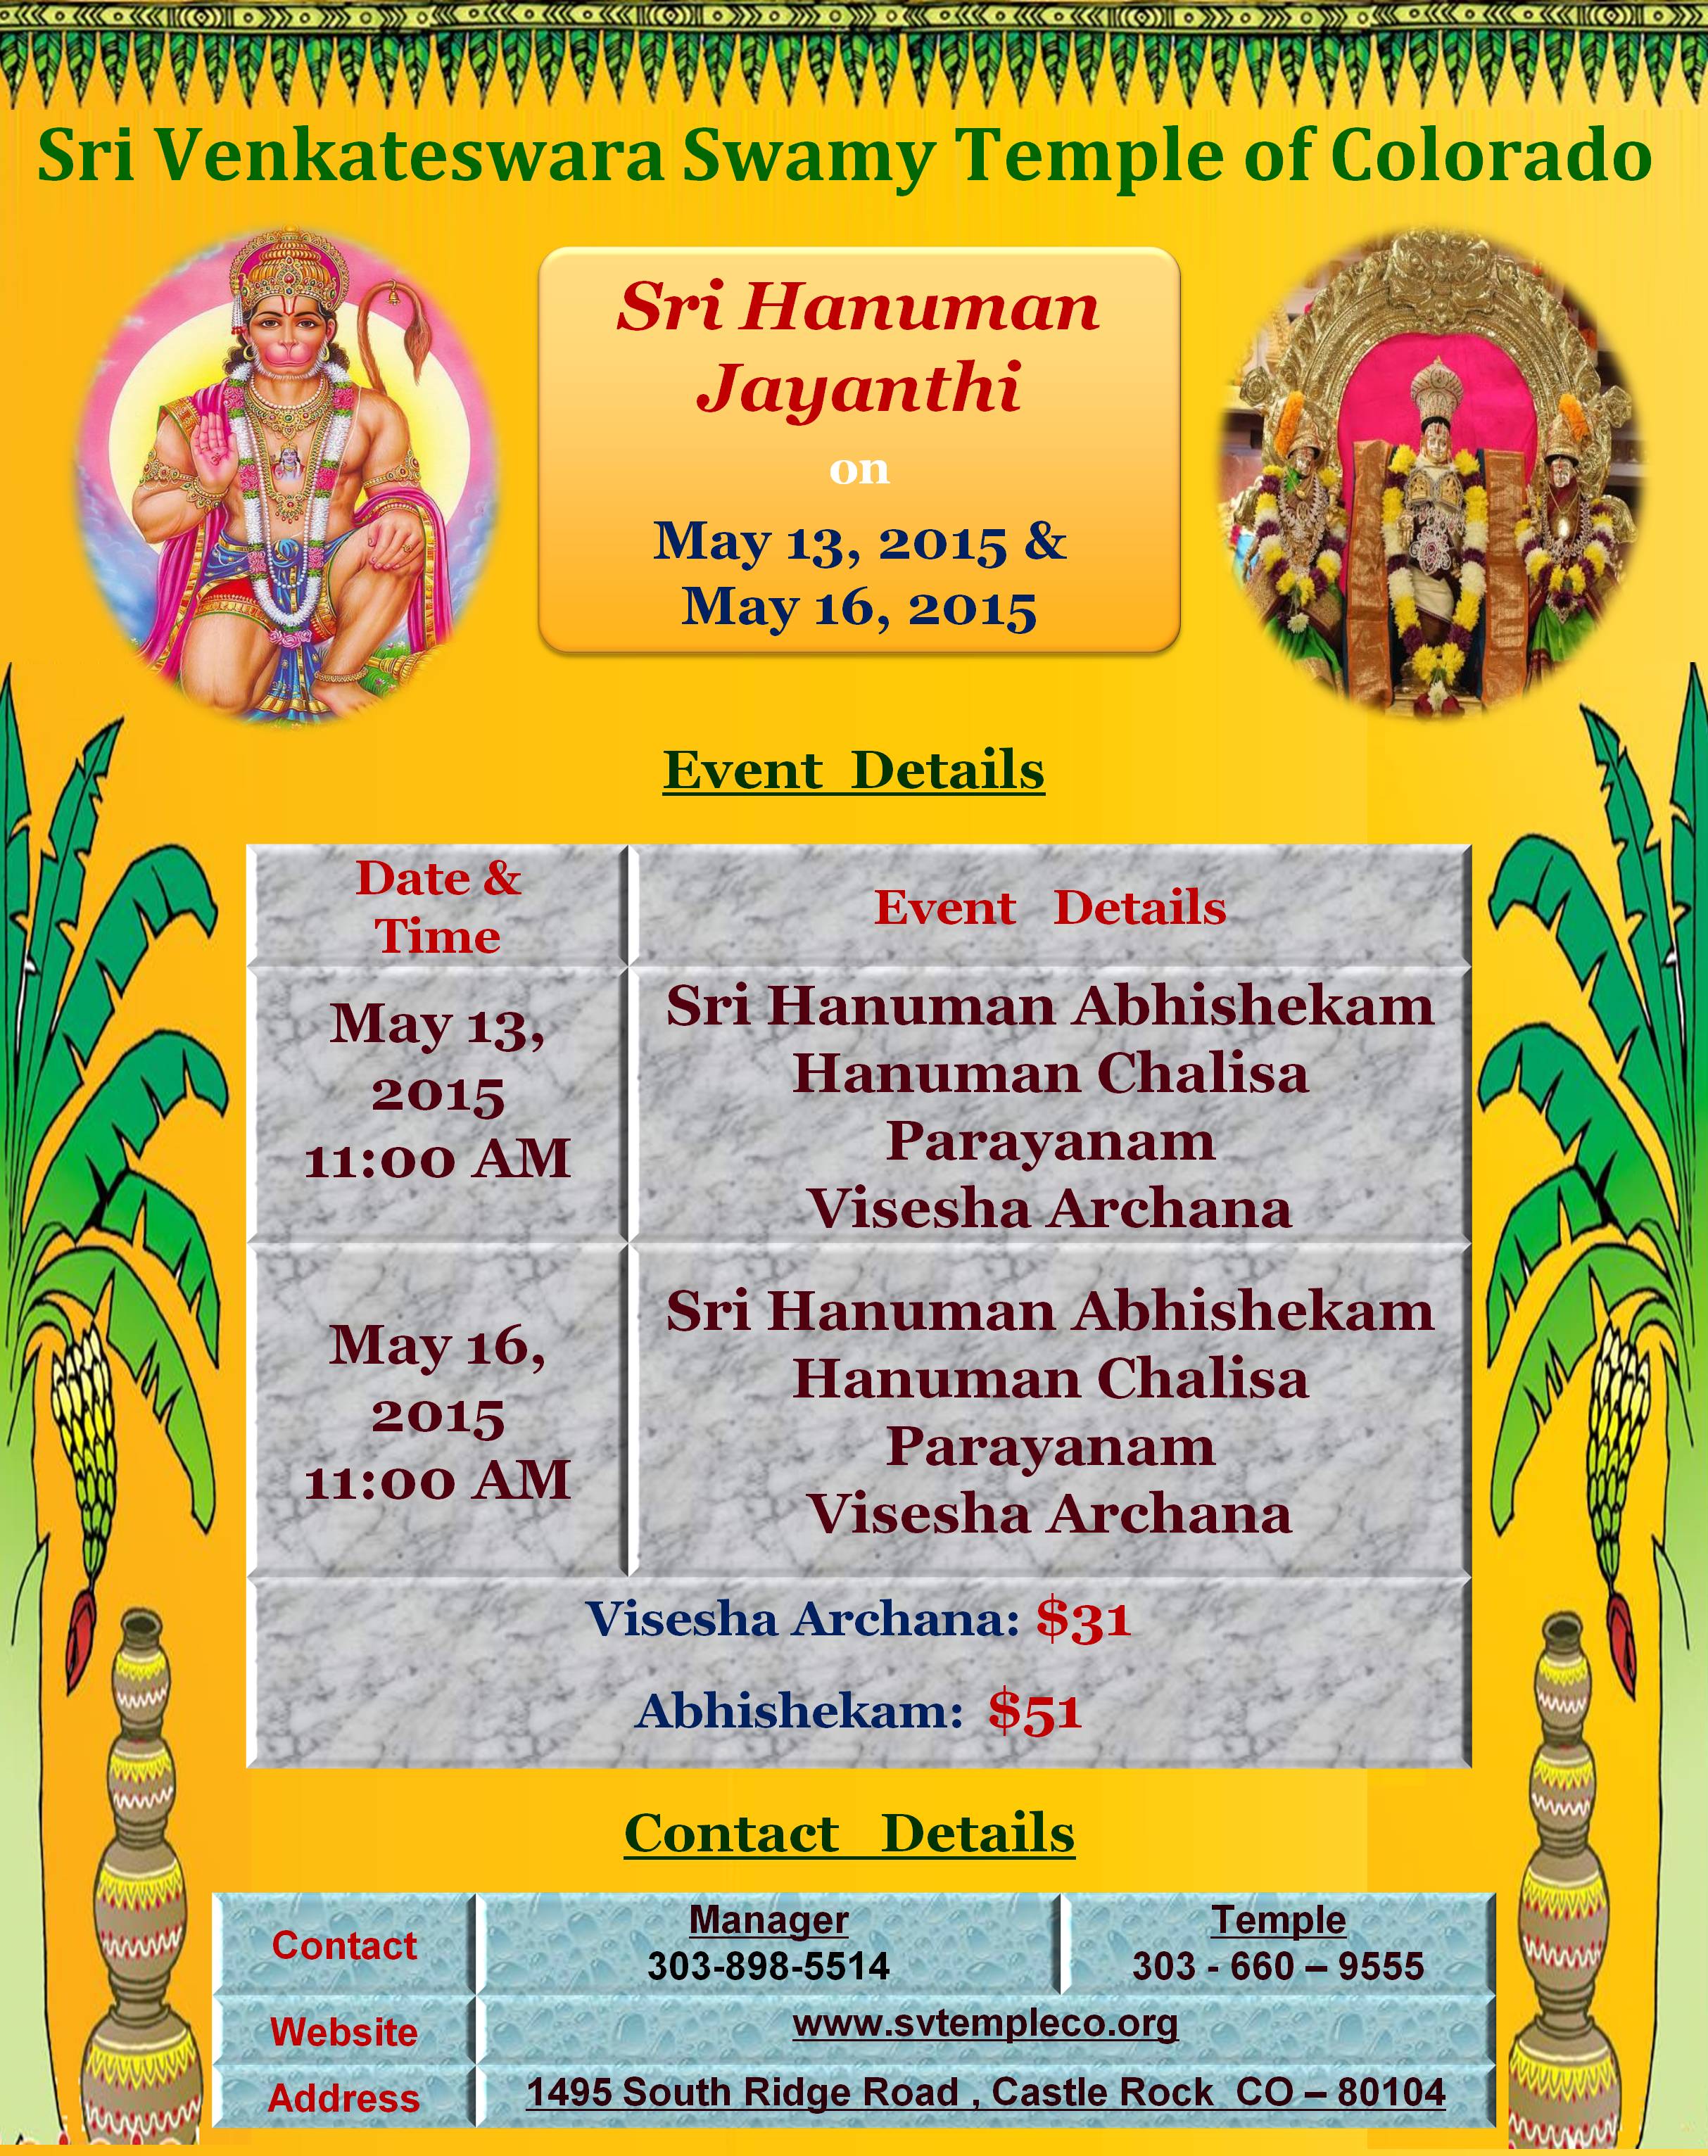 Sri Venkateswara Swamy Temple of Colorado
Sri Hanuman
Jayanthi
on
May 13, 2015 &
May 16, 2015
Event Details
Date &
Time
Event Details
May 13,
2015
11:00 AM
Sri Hanuman Abhishekam
Hanuman Chalisa
Parayanam
Visesha Archana
May 16,
2015
11:00 AM
Sri Hanuman Abhishekam
Hanuman Chalisa
Parayanam
Visesha Archana
Visesha Archana: $31
Abhishekam: $51
Contact Details
Contact
Manager
303-898-5514
Temple
303 - 660 – 9555
Website
www.svtempleco.org
Address
1495 South Ridge Road , Castle Rock CO – 80104